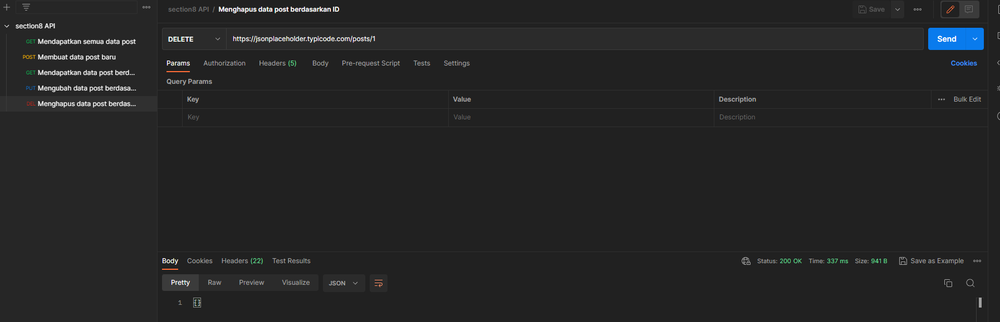 section8 API / Menghapus data post berdasarkan ID
Save
section8 API
GET Mendapatkan semua data post
POST Membuat data post baru
GET Mendapatkan data post berd...
PUT Mengubah data post berdasa...
DEL Menghapus data post berdas...
DELETE
https://jsonplaceholder.typicode.com/posts/1
Send
Params Authorization Headers (5) Body Pre-request Script Tests Settings Cookies
Query Params
Key Value Description Bulk Edit
Key Value Description
Body Cookies Headers (22) Test Results Status: 200 OK Time: 337 ms Size: 941 B Save as Example
Pretty Raw Preview Visualize JSON
1 {}